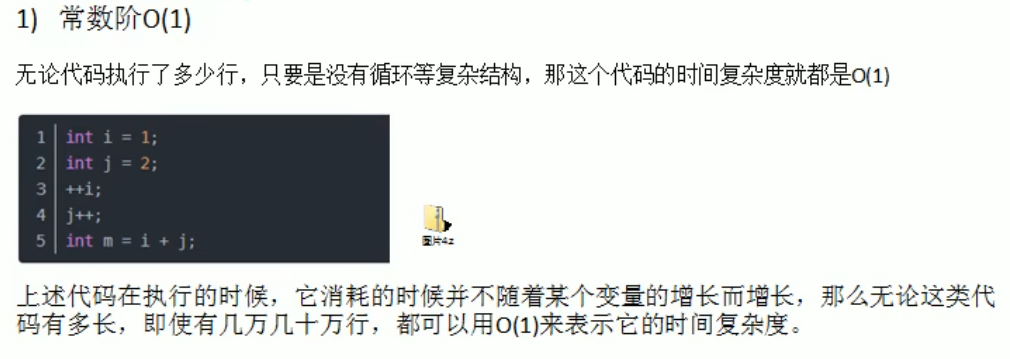 1) 常数阶O(1)
无论代码执行了多少行，只要是没有循环等复杂结构，那这个代码的时间复杂度就都是O(1)
1 int i = 1;
2 int j = 2;
3 ++i;
4 j++;
5 int m = i + j;
图片4.z
上述代码在执行的时候，它消耗的时候并不随着某个变量的增长而增长，那么无论这类代
码有多长，即使有几万几十万行，都可以用O(1)来表示它的时间复杂度。